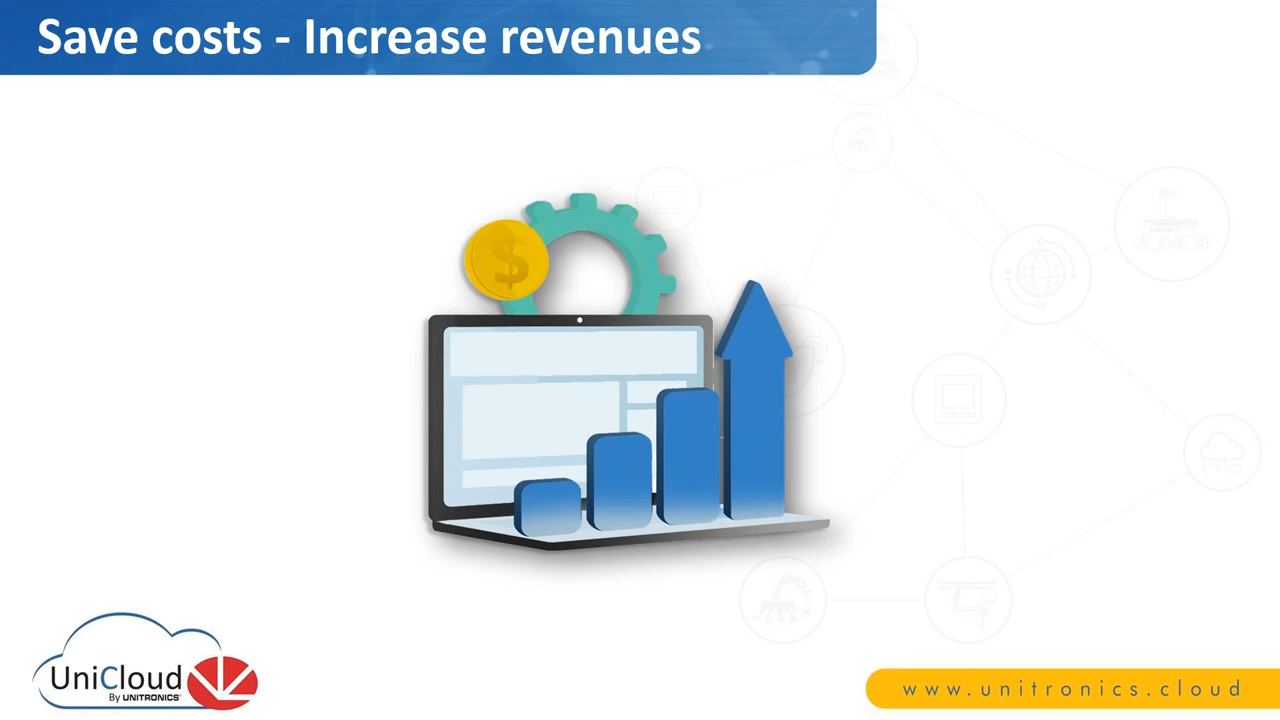 Save costs - Increase revenues
$
UniCloud
By UNITRONICS®
www.unitronics.cloud